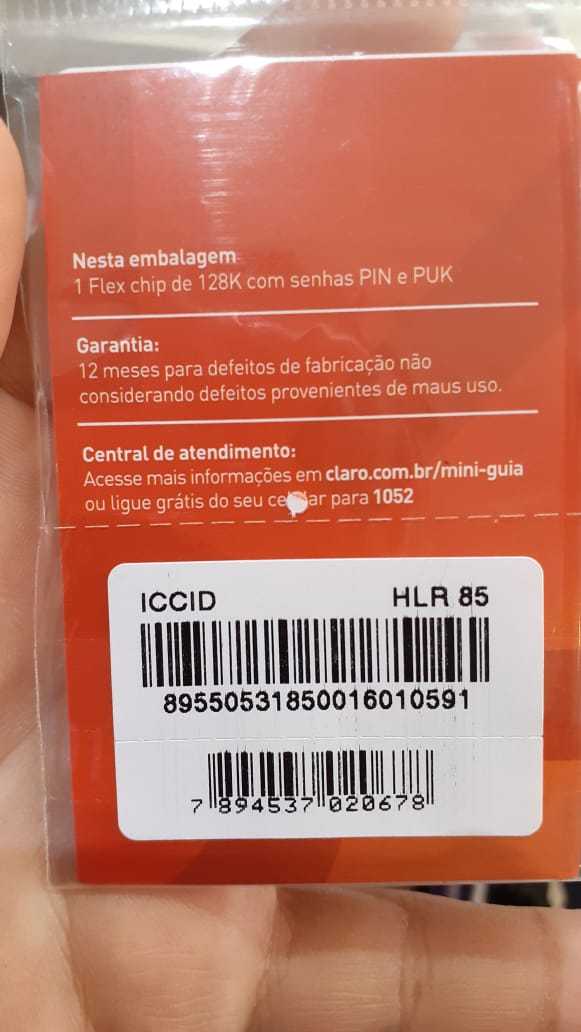 Nesta embalagem
1 Flex chip de 128K com senhas PIN e PUK
Garantia:
12 meses para defeitos de fabricação não
considerando defeitos provenientes de maus uso.
Central de atendimento:
Acesse mais informações em claro.com.br/mini-guia
ou ligue grátis do seu celular para 1052
ICCID HLR 85
89550531850016010591
7 894537 020678